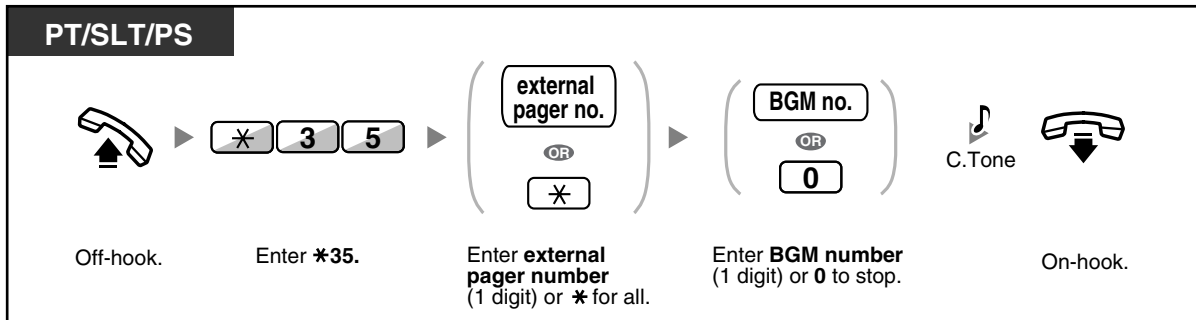 PT/SLT/PS
✳ 3 5
external
pager no.
OR
✳
BGM no.
OR
0
C.Tone
Off-hook.
Enter ✳35.
Enter external
pager number
(1 digit) or ✳ for all.
Enter BGM number
(1 digit) or 0 to stop.
On-hook.